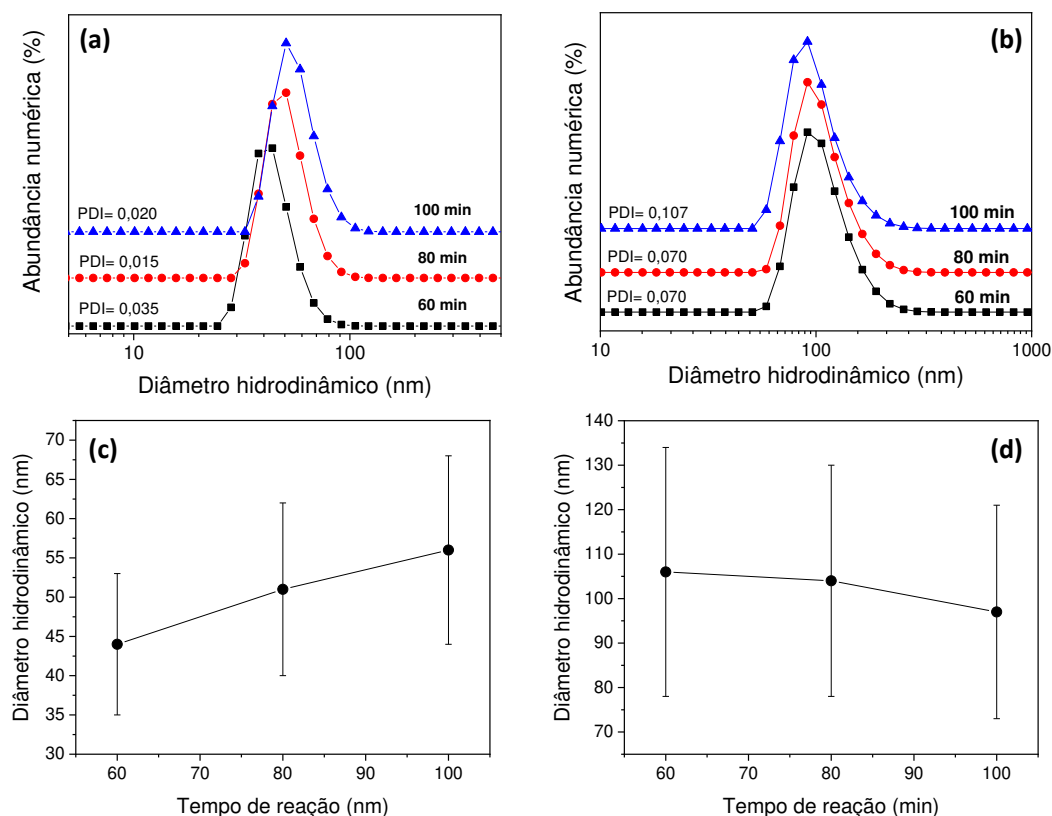 (a)
Abundância numérica (%)
100 min
PDI= 0,020
80 min
PDI= 0,015
60 min
PDI= 0,035
10
100
Diâmetro hidrodinâmico (nm)
(b)
Abundância numérica (%)
100 min
PDI= 0,107
80 min
PDI= 0,070
60 min
PDI= 0,070
10
100
1000
Diâmetro hidrodinâmico (nm)
(c)
Diâmetro hidrodinâmico (nm)
70
65
60
55
50
45
40
35
30
60
70
80
90
100
Tempo de reação (nm)
(d)
Diâmetro hidrodinâmico (nm)
140
130
120
110
100
90
80
70
60
70
80
90
100
Tempo de reação (min)